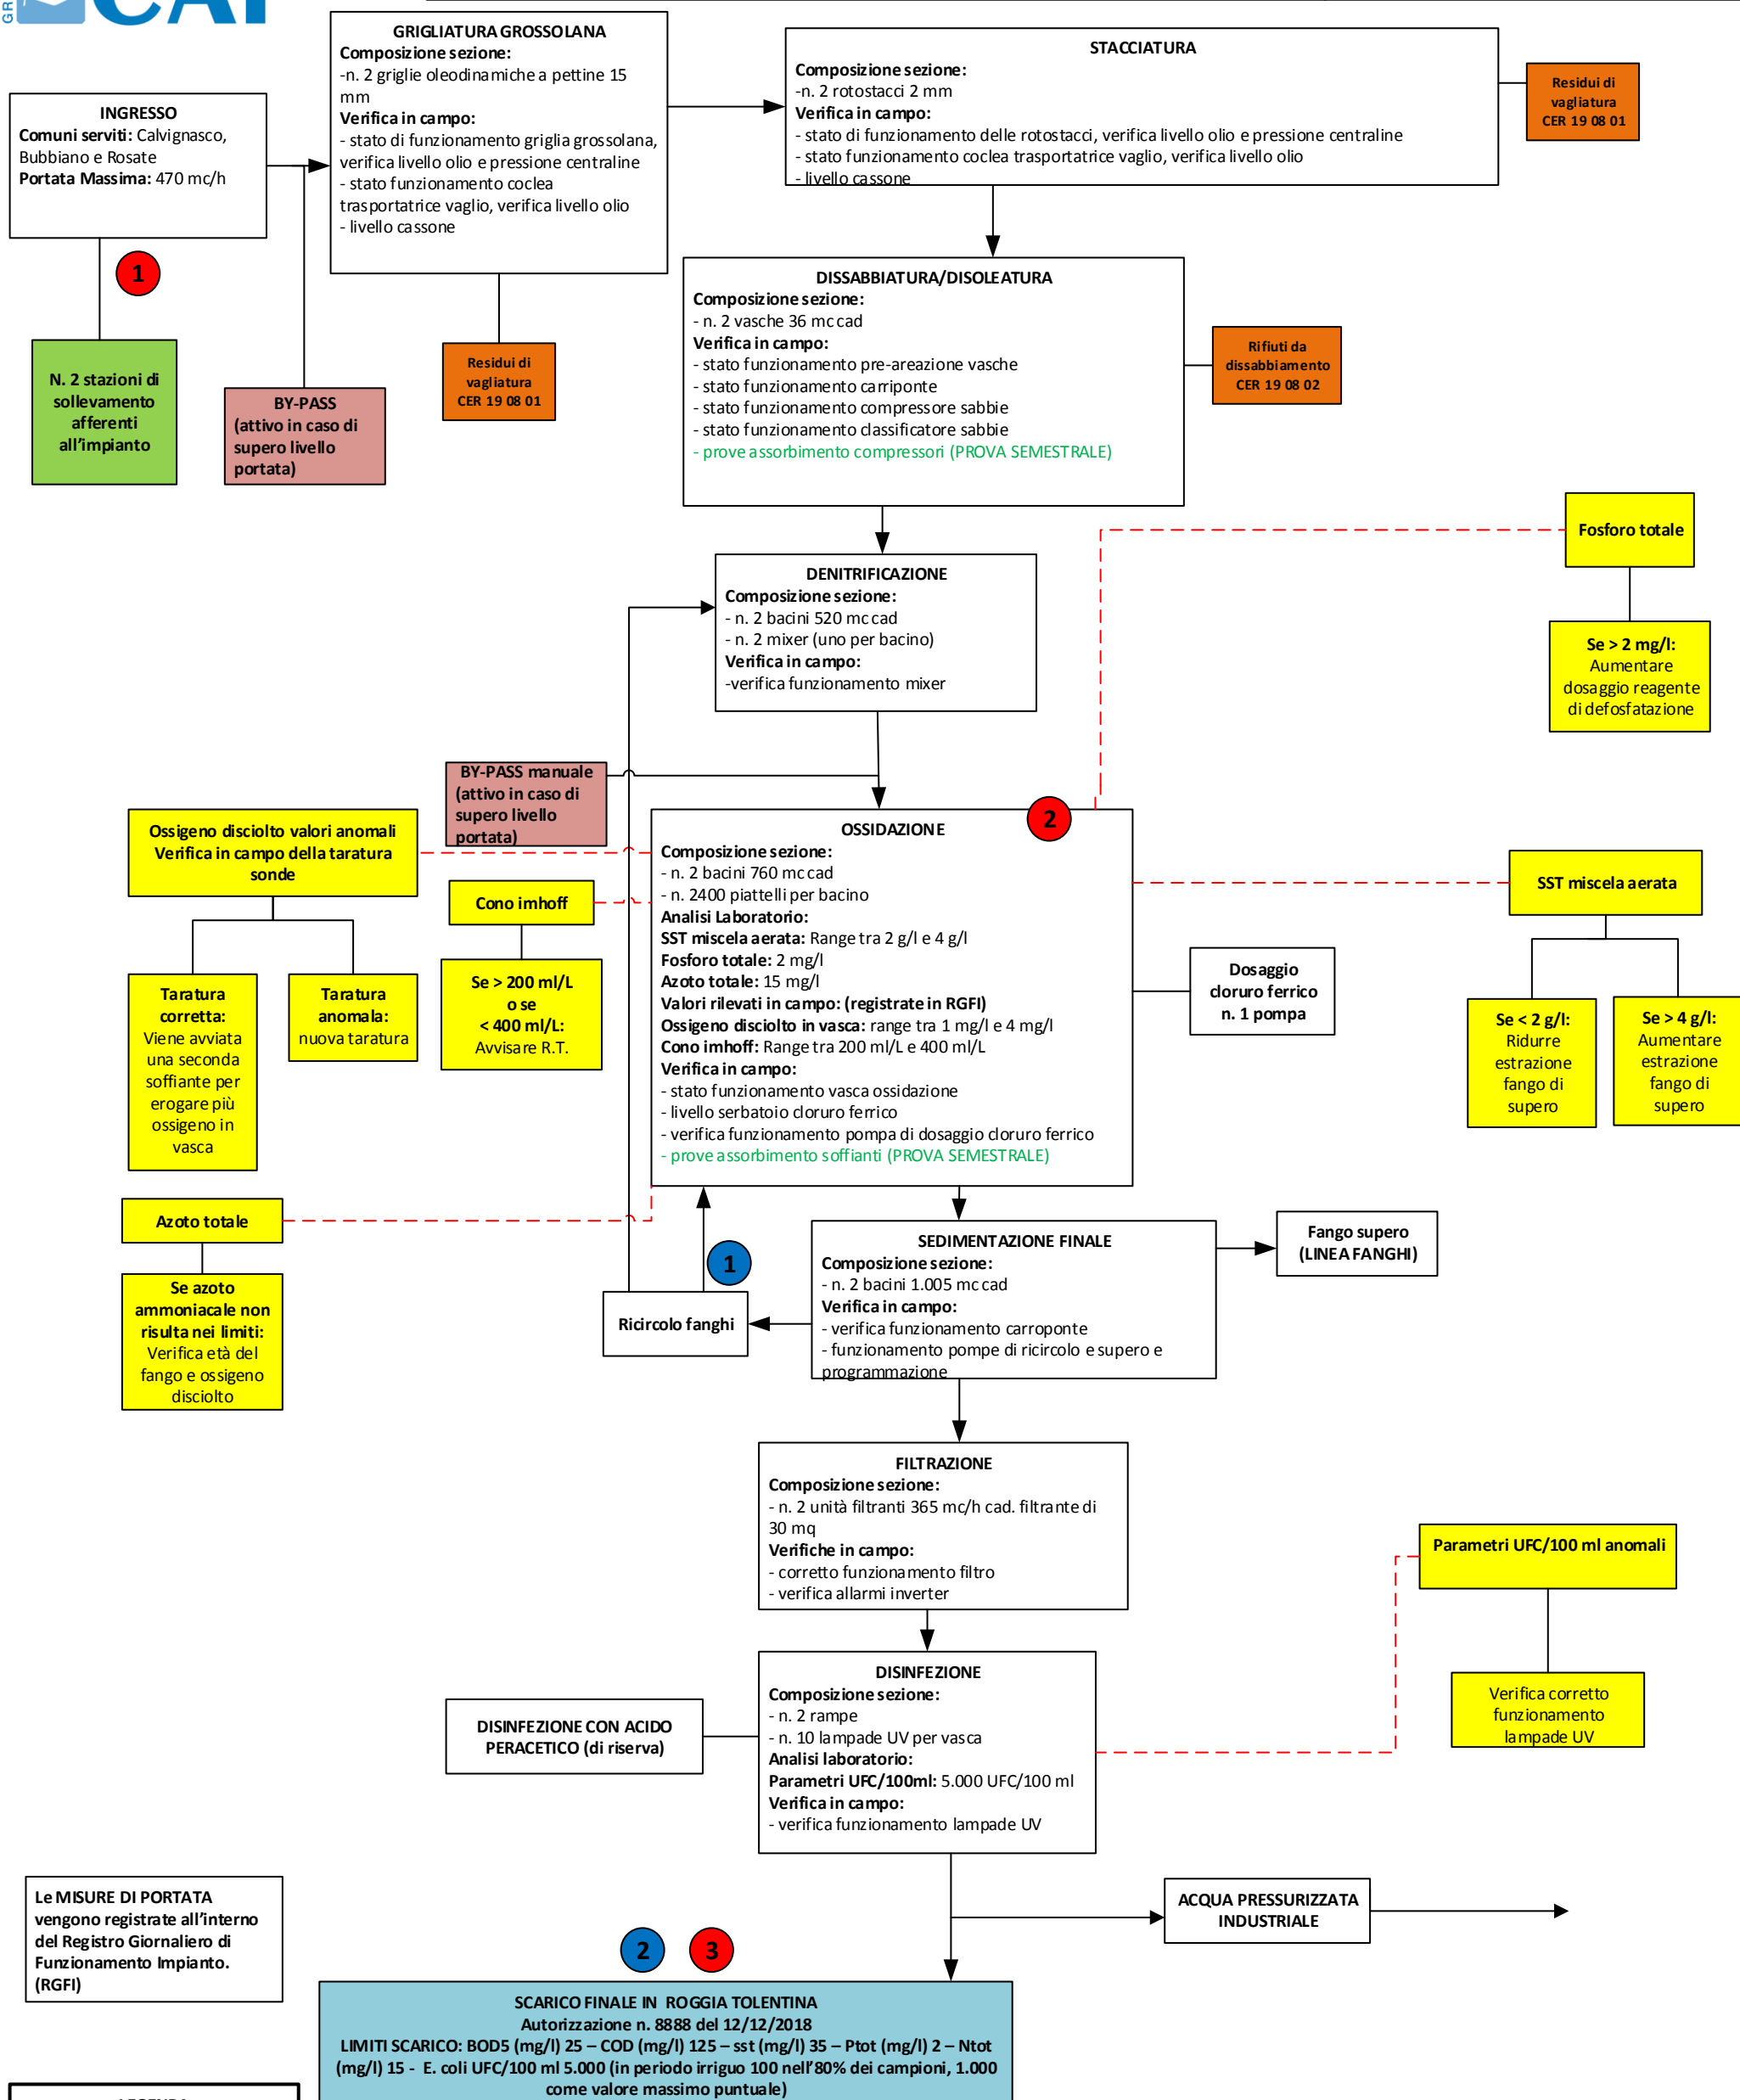 GR
CAP
INGRESSO
Comuni serviti: Calvignasco,
Bubbiano e Rosate
Portata Massima: 470 mc/h
1
N. 2 stazioni di
sollevamento
afferenti
all'impianto
BY-PASS
(attivo in caso di
supero livello
portata)
GRIGLIATURA GROSSOLANA
Composizione sezione:
-n. 2 griglie oleodinamiche a pettine 15
mm
Verifica in campo:
- stato di funzionamento griglia grossolana,
verifica livello olio e pressione centraline
- stato funzionamento coclea
trasportatrice vaglio, verifica livello olio
- livello cassone
Residui di
vagliatura
CER 19 08 01
STACCIATURA
Composizione sezione:
-n. 2 rotostacci 2 mm
Verifica in campo:
- stato di funzionamento delle rotostacci, verifica livello olio e pressione centraline
- stato funzionamento coclea trasportatrice vaglio, verifica livello olio
- livello cassone
Residui di
vagliatura
CER 19 08 01
DISSABBIATURA/DISOLEATURA
Composizione sezione:
- n. 2 vasche 36 mc cad
Verifica in campo:
- stato funzionamento pre-areazione vasche
- stato funzionamento carriponte
- stato funzionamento compressore sabbie
- stato funzionamento classificatore sabbie
- prove assorbimento compressori (PROVA SEMESTRALE)
Rifiuti da
dissabbiamento
CER 19 08 02
DENITRIFICAZIONE
Composizione sezione:
- n. 2 bacini 520 mc cad
- n. 2 mixer (uno per bacino)
Verifica in campo:
-verifica funzionamento mixer
Fosforo totale
Se > 2 mg/l:
Aumentare
dosaggio reagente
di defosfatazione
BY-PASS manuale
(attivo in caso di
supero livello
portata)
Ossigeno disciolto valori anomali
Verifica in campo della taratura
sonde
Taratura
corretta:
Viene avviata
una seconda
soffiante per
erogare più
ossigeno in
vasca
Taratura
anomala:
nuova taratura
Cono imhoff
Se > 200 ml/L
o se
< 400 ml/L:
Avvisare R.T.
2
OSSIDAZIONE
Composizione sezione:
- n. 2 bacini 760 mc cad
- n. 2400 piattelli per bacino
Analisi Laboratorio:
SST miscela aerata: Range tra 2 g/l e 4 g/l
Fosforo totale: 2 mg/l
Azoto totale: 15 mg/l
Valori rilevati in campo: (registrate in RGFI)
Ossigeno disciolto in vasca: range tra 1 mg/l e 4 mg/l
Cono imhoff: Range tra 200 ml/L e 400 ml/L
Verifica in campo:
- stato funzionamento vasca ossidazione
- livello serbatoio cloruro ferrico
- verifica funzionamento pompa di dosaggio cloruro ferrico
- prove assorbimento soffianti (PROVA SEMESTRALE)
SST miscela aerata
Se < 2 g/l:
Ridurre
estrazione
fango di
supero
Se > 4 g/l:
Aumentare
estrazione
fango di
supero
Dosaggio
cloruro ferrico
n. 1 pompa
Azoto totale
Se azoto
ammoniacale non
risulta nei limiti:
Verifica età del
fango e ossigeno
disciolto
1
Ricircolo fanghi
SEDIMENTAZIONE FINALE
Composizione sezione:
- n. 2 bacini 1.005 mc cad
Verifica in campo:
- verifica funzionamento carroponte
- funzionamento pompe di ricircolo e supero e
programmazione
Fango supero
(LINEA FANGHI)
FILTRAZIONE
Composizione sezione:
- n. 2 unità filtranti 365 mc/h cad. filtrante di
30 mq
Verifiche in campo:
- corretto funzionamento filtro
- verifica allarmi inverter
Parametri UFC/100 ml anomali
Verifica corretto
funzionamento
lampade UV
DISINFEZIONE CON ACIDO
PERACETICO (di riserva)
DISINFEZIONE
Composizione sezione:
- n. 2 rampe
- n. 10 lampade UV per vasca
Analisi laboratorio:
Parametri UFC/100ml: 5.000 UFC/100 ml
Verifica in campo:
- verifica funzionamento lampade UV
ACQUA PRESSURIZZATA
INDUSTRIALE
Le MISURE DI PORTATA
vengono registrate all'interno
del Registro Giornaliero di
Funzionamento Impianto.
(RGFI)
2
3
SCARICO FINALE IN ROGGIA TOLENTINA
Autorizzazione n. 8888 del 12/12/2018
LIMITI SCARICO: BOD5 (mg/l) 25 – COD (mg/l) 125 – sst (mg/l) 35 – Ptot (mg/l) 2 – Ntot
(mg/l) 15 - E. coli UFC/100 ml 5.000 (in periodo irriguo 100 nell'80% dei campioni, 1.000
come valore massimo puntuale)
LEGENDA